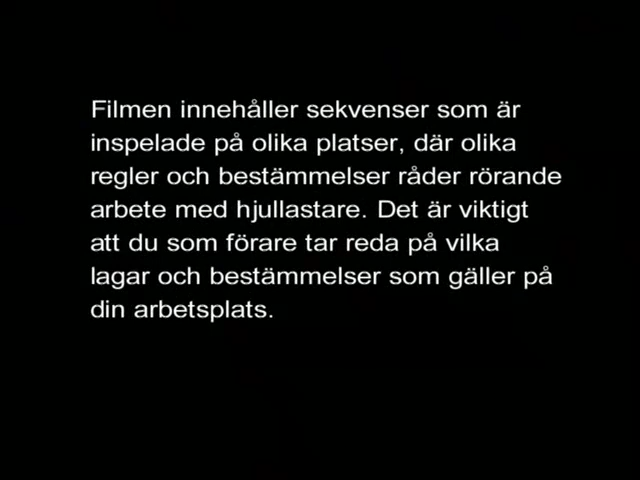 Filmen innehåller sekvenser som är
inspelade på olika platser, där olika
regler och bestämmelser råder rörande
arbete med hjullastare. Det är viktigt
att du som förare tar reda på vilka
lagar och bestämmelser som gäller på
din arbetsplats.